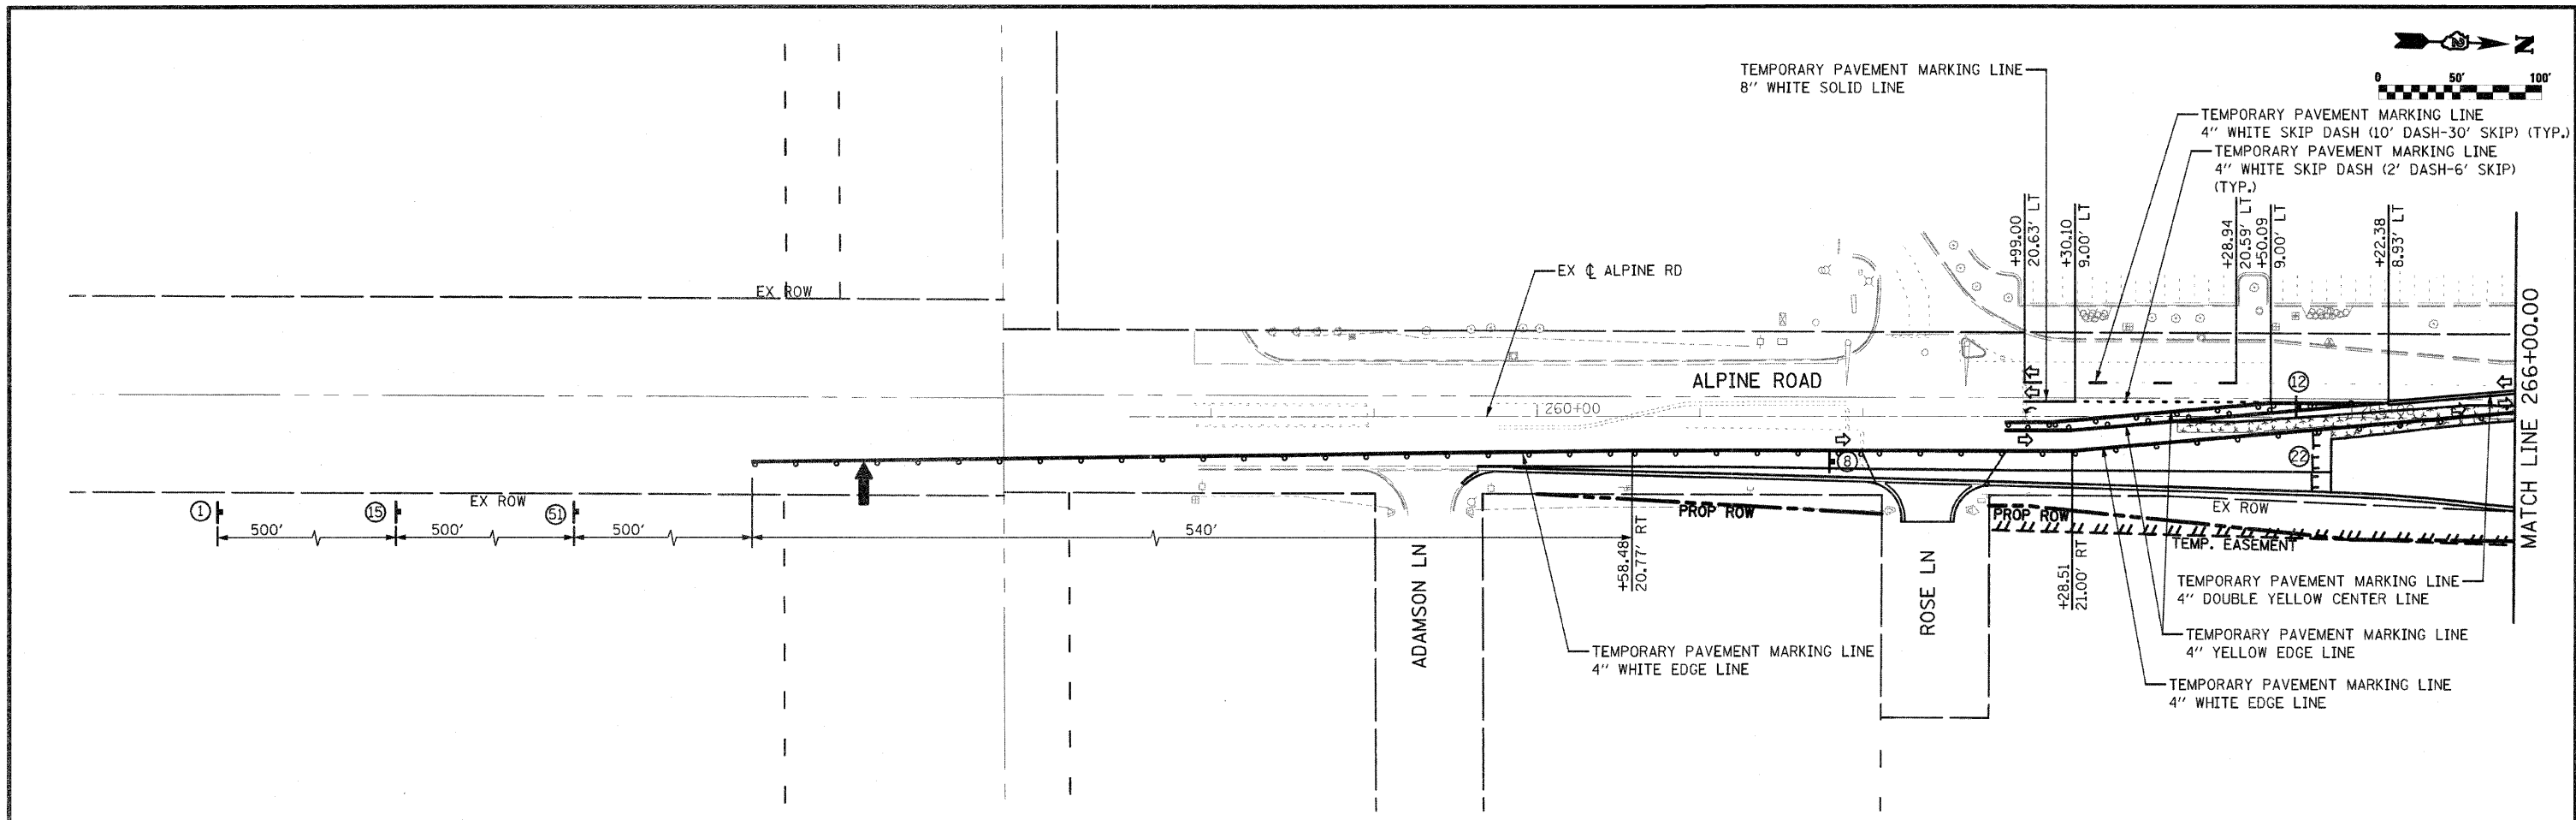 N
0 50' 100'
TEMPORARY PAVEMENT MARKING LINE
8" WHITE SOLID LINE
TEMPORARY PAVEMENT MARKING LINE
4" WHITE SKIP DASH (10' DASH-30' SKIP) (TYP.)
TEMPORARY PAVEMENT MARKING LINE
4" WHITE SKIP DASH (2' DASH-6' SKIP)
(TYP.)
+99.00
20.63' LT
+30.10
9.00' LT
+28.94
20.59' LT
+50.09
9.00' LT
+22.38
8.93' LT
EX ℄ ALPINE RD
EX ROW
ALPINE ROAD
12
260+00
265+00
MATCH LINE 266+00.00
8
22
1
15
51
EX ROW
500'
500'
500'
540'
PROP ROW
PROP ROW
EX ROW
TEMP. EASEMENT
+58.48
20.77' RT
+28.51
21.00' RT
ADAMSON LN
ROSE LN
TEMPORARY PAVEMENT MARKING LINE
4" DOUBLE YELLOW CENTER LINE
TEMPORARY PAVEMENT MARKING LINE
4" YELLOW EDGE LINE
TEMPORARY PAVEMENT MARKING LINE
4" WHITE EDGE LINE
TEMPORARY PAVEMENT MARKING LINE
4" WHITE EDGE LINE